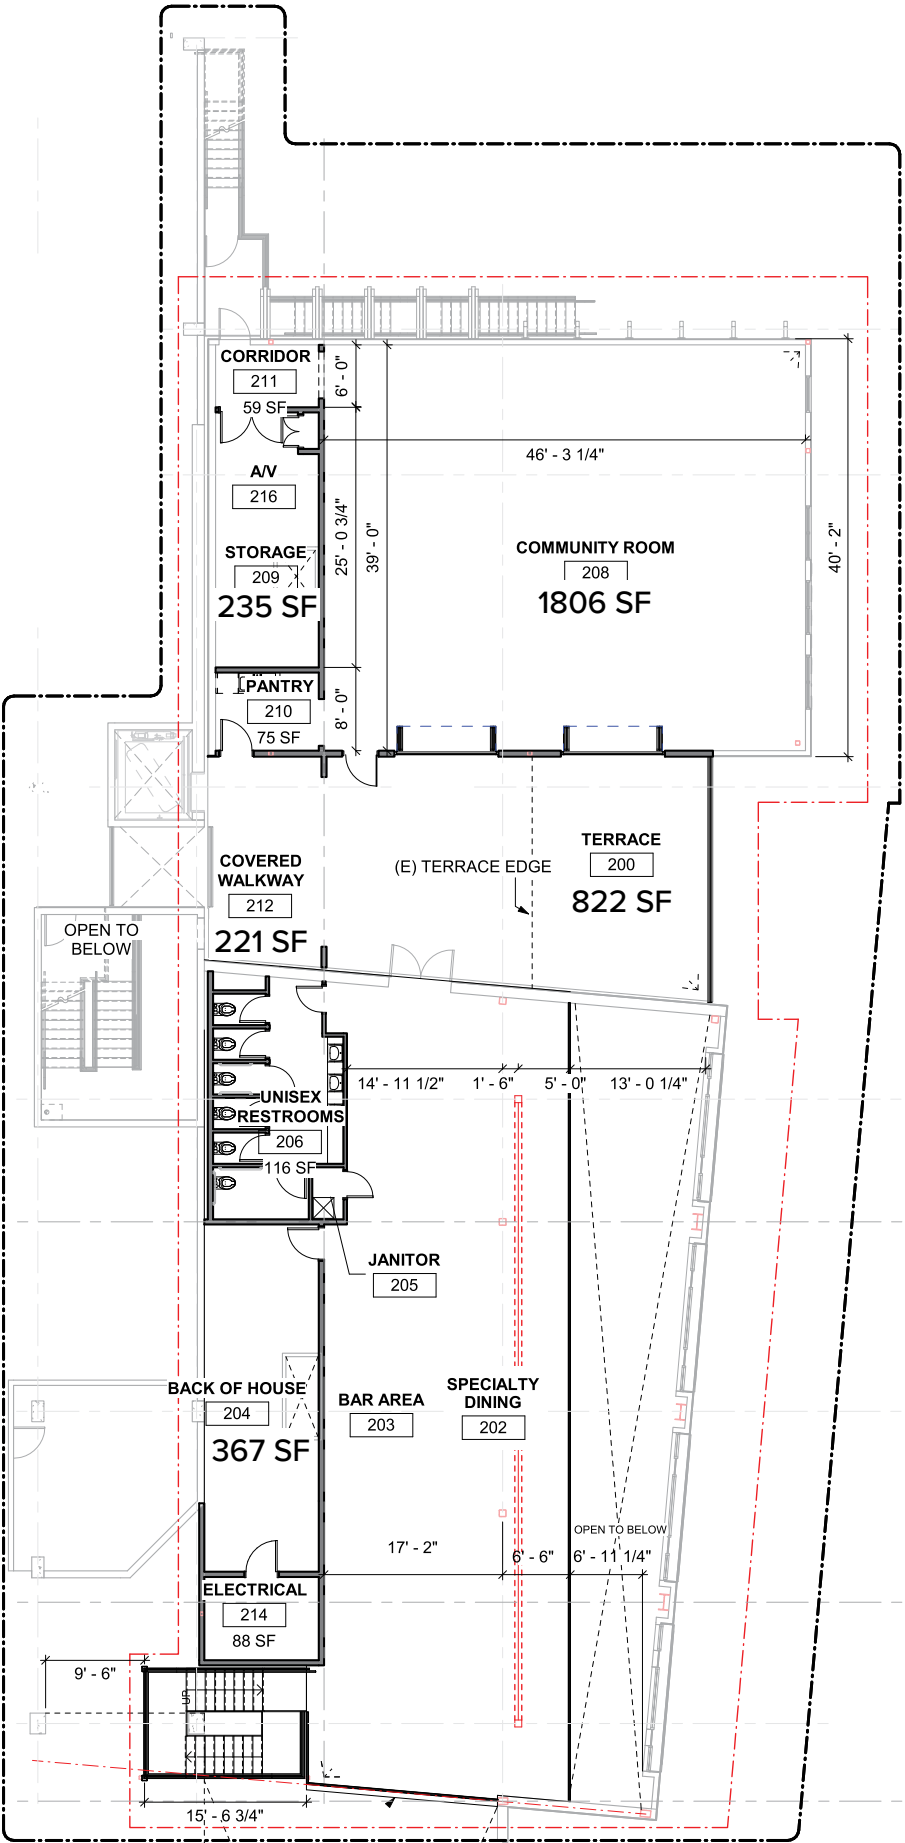 CORRIDOR
211
59 SF
6' - 0"
46' - 3 1/4"
A/V
216
STORAGE
209
235 SF
25' - 0 3/4"
39' - 0"
COMMUNITY ROOM
208
1806 SF
40' - 2"
PANTRY
210
75 SF
8' - 0"
TERRACE
200
822 SF
(E) TERRACE EDGE
COVERED
WALKWAY
212
221 SF
OPEN TO
BELOW
14' - 11 1/2"
1' - 6"
5' - 0"
13' - 0 1/4"
UNISEX
RESTROOMS
206
116 SF
JANITOR
205
BACK OF HOUSE
204
367 SF
BAR AREA
203
SPECIALTY
DINING
202
OPEN TO BELOW
17' - 2"
6' - 6"
6' - 11 1/4"
ELECTRICAL
214
88 SF
9' - 6"
UP
15' - 6 3/4"